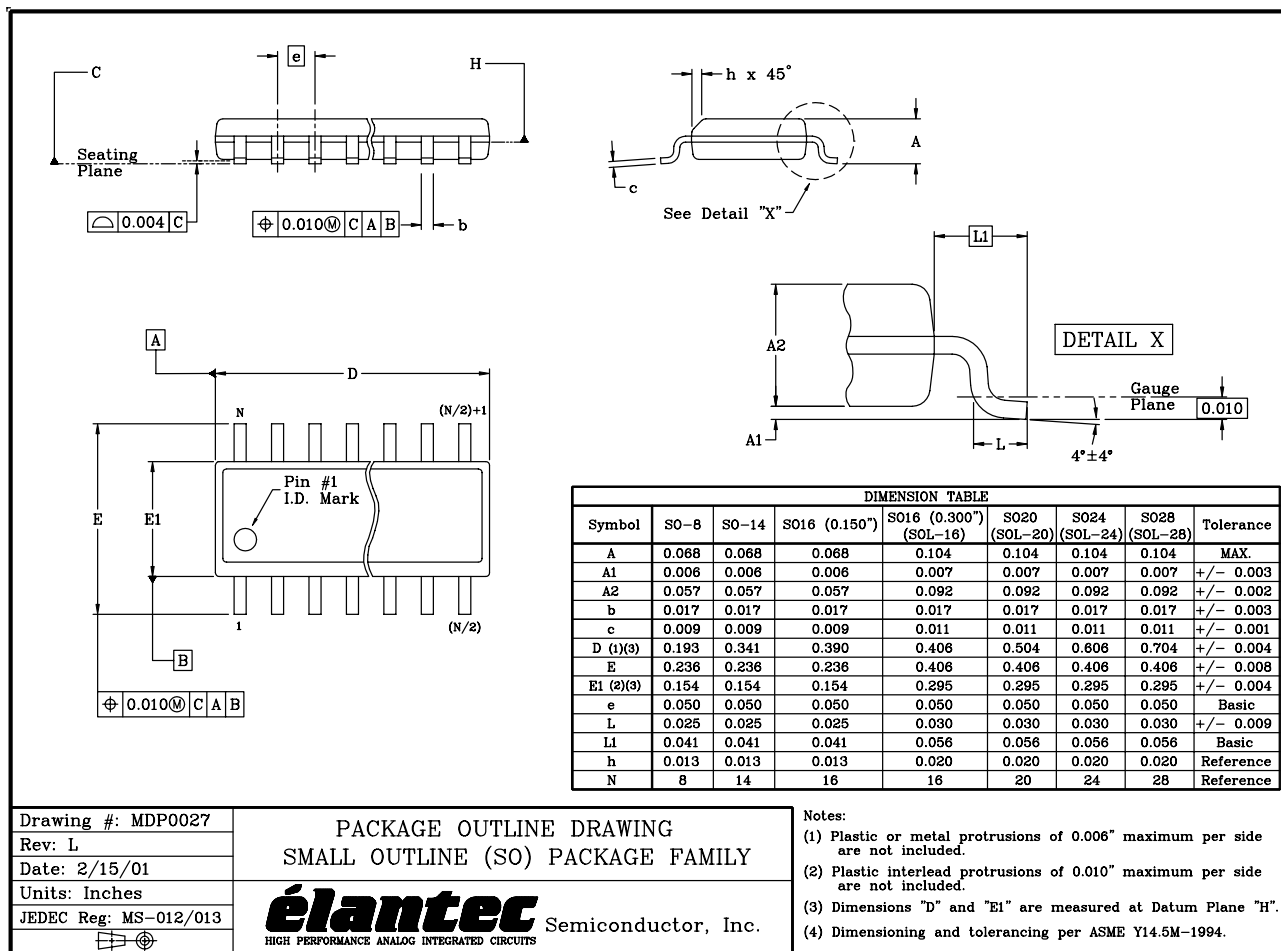 e
C
H
Seating
Plane
0.004 C
0.010Ⓜ C A B
b
h x 45°
A
c
See Detail "X"
L1
A2
DETAIL X
Gauge
Plane
0.010
A1
L
4°±4°
A
D
N
(N/2)+1
Pin #1
I.D. Mark
E
E1
1
(N/2)
B
0.010Ⓜ C A B
DIMENSION TABLE
Symbol SO-8 SO-14 SO16 (0.150") SO16 (0.300") (SOL-16) SO20 (SOL-20) SO24 (SOL-24) SO28 (SOL-28) Tolerance
A 0.068 0.068 0.068 0.104 0.104 0.104 0.104 MAX.
A1 0.006 0.006 0.006 0.007 0.007 0.007 0.007 +/- 0.003
A2 0.057 0.057 0.057 0.092 0.092 0.092 0.092 +/- 0.002
b 0.017 0.017 0.017 0.017 0.017 0.017 0.017 +/- 0.003
c 0.009 0.009 0.009 0.011 0.011 0.011 0.011 +/- 0.001
D (1)(3) 0.193 0.341 0.390 0.406 0.504 0.606 0.704 +/- 0.004
E 0.236 0.236 0.236 0.406 0.406 0.406 0.406 +/- 0.008
E1 (2)(3) 0.154 0.154 0.154 0.295 0.295 0.295 0.295 +/- 0.004
e 0.050 0.050 0.050 0.050 0.050 0.050 0.050 Basic
L 0.025 0.025 0.025 0.030 0.030 0.030 0.030 +/- 0.009
L1 0.041 0.041 0.041 0.056 0.056 0.056 0.056 Basic
h 0.013 0.013 0.013 0.020 0.020 0.020 0.020 Reference
N 8 14 16 16 20 24 28 Reference
Drawing #: MDP0027
Rev: L
Date: 2/15/01
Units: Inches
JEDEC Reg: MS-012/013
PACKAGE OUTLINE DRAWING
SMALL OUTLINE (SO) PACKAGE FAMILY
élantec Semiconductor, Inc.
HIGH PERFORMANCE ANALOG INTEGRATED CIRCUITS
Notes:
(1) Plastic or metal protrusions of 0.006" maximum per side
are not included.
(2) Plastic interlead protrusions of 0.010" maximum per side
are not included.
(3) Dimensions "D" and "E1" are measured at Datum Plane "H".
(4) Dimensioning and tolerancing per ASME Y14.5M-1994.